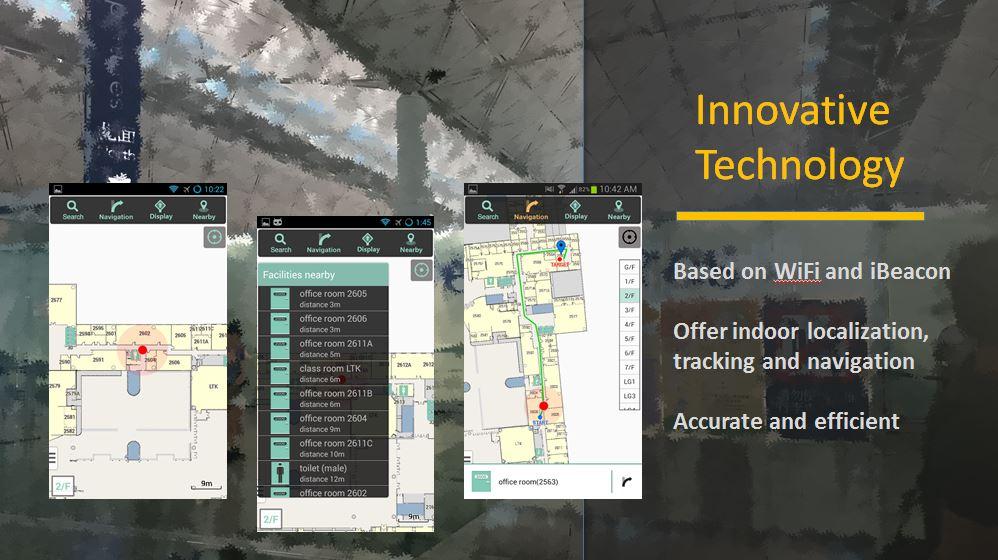 Innovative
Technology
Based on WiFi and iBeacon
Offer indoor localization,
tracking and navigation
Accurate and efficient
10:22
Search Navigation Display Nearby
2577
2602
2591
2606
2605
LTK
2581
2582
2/F
9m
1:45
Search Navigation Display Nearby
Facilities nearby
office room 2605
distance 3m
office room 2606
distance 3m
office room 2611A
distance 5m
class room LTK
distance 6m
office room 2611B
distance 6m
office room 2604
distance 9m
office room 2611C
distance 10m
toilet (male)
distance 12m
office room 2602
2/F
9m
82% 10:42 AM
Search Navigation Display Nearby
TARGET
G/F
1/F
2/F
3/F
4/F
5/F
6/F
7/F
LG1
LG3
START
LTK
office room(2563)